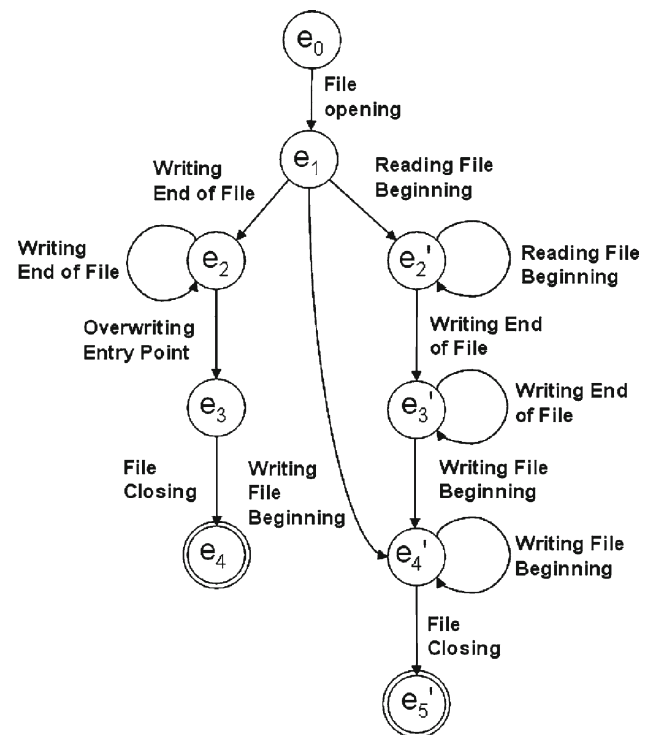 e0
File
opening
e1
Writing
End of File
Reading File
Beginning
Writing
End of File
e2
e2'
Reading File
Beginning
Overwriting
Entry Point
Writing End
of File
e3
e3'
Writing End
of File
File
Closing
Writing
File
Beginning
Writing File
Beginning
e4
e4'
Writing File
Beginning
File
Closing
e5'